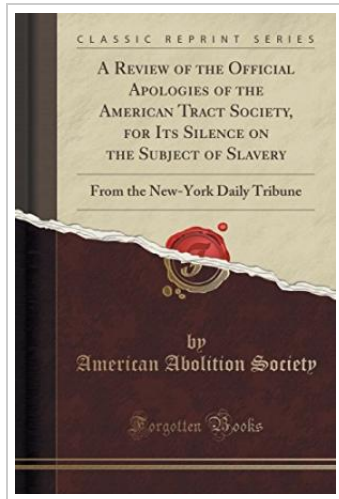 CLASSIC REPRINT SERIES
A REVIEW OF THE OFFICIAL
APOLOGIES OF THE
AMERICAN TRACT SOCIETY,
FOR ITS SILENCE ON
THE SUBJECT OF SLAVERY
From the New-York Daily Tribune
by
American Abolition Society
Forgotten Books